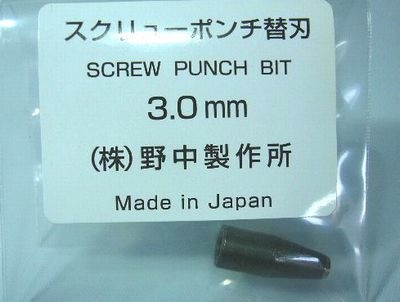 スクリューポンチ替刃
SCREW PUNCH BIT
3.0mm
(株)野中製作所
Made in Japan